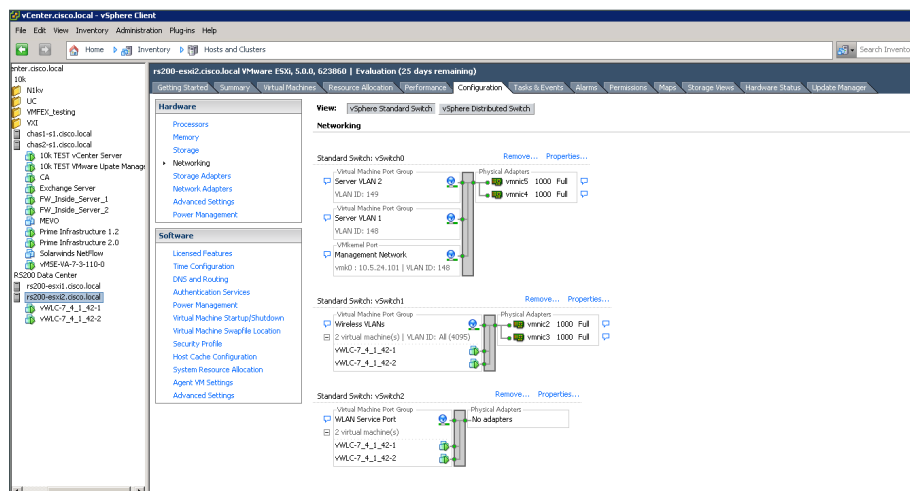 vCenter.cisco.local - vSphere Client
File Edit View Inventory Administration Plug-ins Help
Home Inventory Hosts and Clusters
Search Invento
enter.cisco.local
10k
N1kv
UC
VMFEX_testing
VXI
chas1-s1.cisco.local
chas2-s1.cisco.local
10k TEST vCenter Server
10k TEST VMware Upate Manage
CA
Exchange Server
FW_Inside_Server_1
FW_Inside_Server_2
MEVO
Prime Infrastructure 1.2
Prime Infrastructure 2.0
Solarwinds NetFlow
vMSE-VA-7-3-110-0
RS200 Data Center
rs200-esxi1.cisco.local
rs200-esxi2.cisco.local
vWLC-7_4_1_42-1
vWLC-7_4_1_42-2
rs200-esxi2.cisco.local VMware ESXi, 5.0.0, 623860 | Evaluation (25 days remaining)
Getting Started Summary Virtual Machines Resource Allocation Performance Configuration Tasks & Events Alarms Permissions Maps Storage Views Hardware Status Update Manager
Hardware
Processors
Memory
Storage
Networking
Storage Adapters
Network Adapters
Advanced Settings
Power Management
Software
Licensed Features
Time Configuration
DNS and Routing
Authentication Services
Power Management
Virtual Machine Startup/Shutdown
Virtual Machine Swapfile Location
Security Profile
Host Cache Configuration
System Resource Allocation
Agent VM Settings
Advanced Settings
View: vSphere Standard Switch vSphere Distributed Switch
Networking
Standard Switch: vSwitch0 Remove... Properties...
Virtual Machine Port Group Physical Adapters
Server VLAN 2 vmnic5 1000 Full
VLAN ID: 149 vmnic4 1000 Full
Virtual Machine Port Group
Server VLAN 1
VLAN ID: 148
VMkernel Port
Management Network
vmk0 : 10.5.24.101 | VLAN ID: 148
Standard Switch: vSwitch1 Remove... Properties...
Virtual Machine Port Group Physical Adapters
Wireless VLANs vmnic2 1000 Full
2 virtual machine(s) | VLAN ID: All (4095) vmnic3 1000 Full
vWLC-7_4_1_42-1
vWLC-7_4_1_42-2
Standard Switch: vSwitch2 Remove... Properties...
Virtual Machine Port Group Physical Adapters
WLAN Service Port No adapters
2 virtual machine(s)
vWLC-7_4_1_42-1
vWLC-7_4_1_42-2